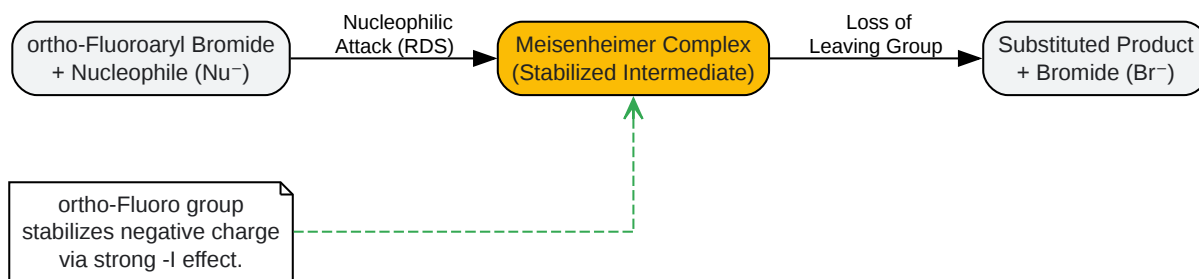 ortho-Fluoroaryl Bromide
+ Nucleophile (Nu⁻)
Nucleophilic
Attack (RDS)
Meisenheimer Complex
(Stabilized Intermediate)
Loss of
Leaving Group
Substituted Product
+ Bromide (Br⁻)
ortho-Fluoro group
stabilizes negative charge
via strong -I effect.